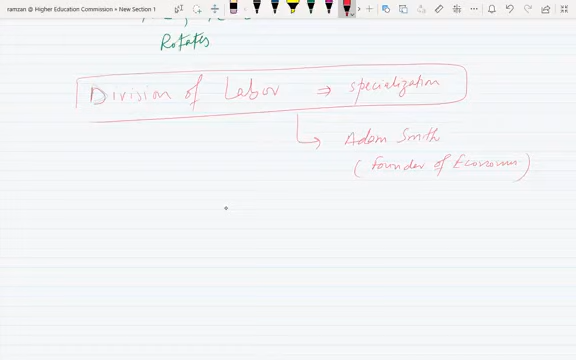 ramzan @ Higher Education Commission » New Section 1
Rotates
Division of Labor ⇒ specialization
Adam Smith
(Founder of Economics)